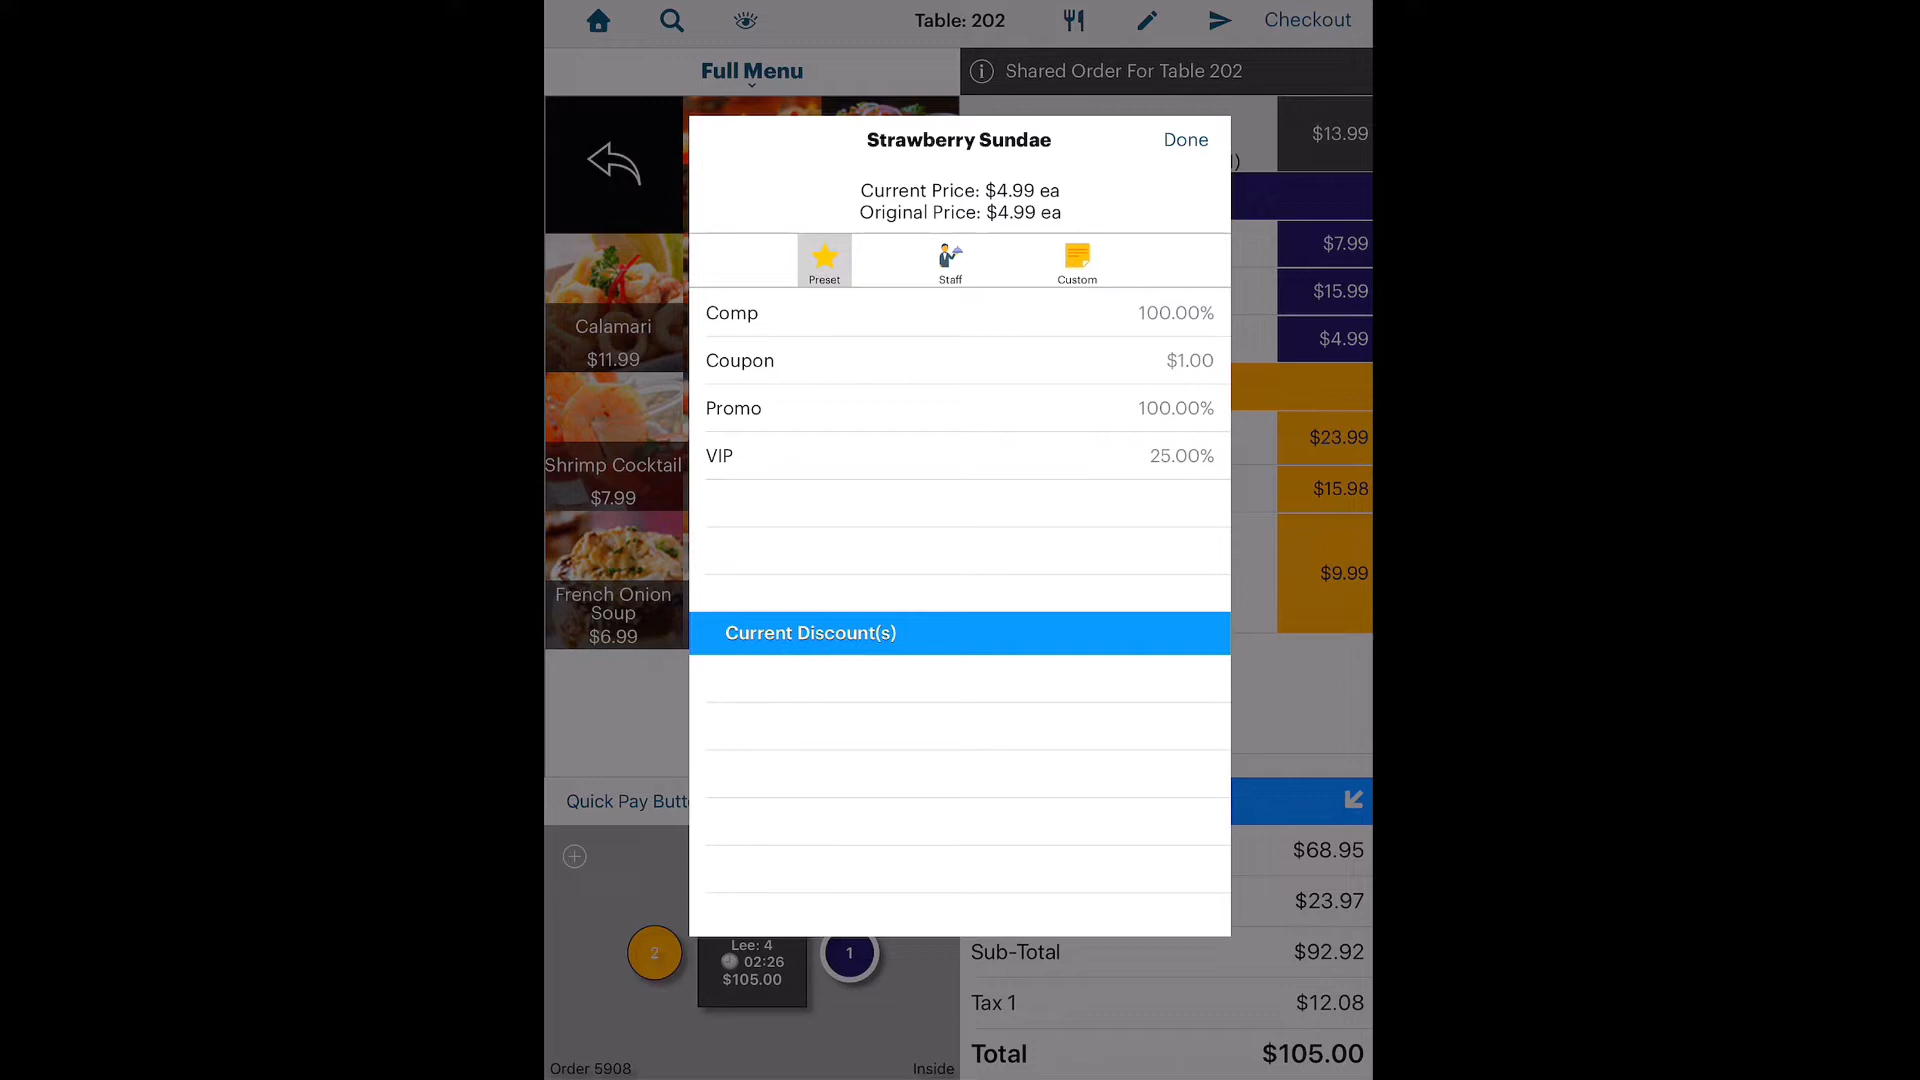 Table: 202
Checkout
Full Menu
Shared Order For Table 202
$13.99
)
Strawberry Sundae
Done
Current Price: $4.99 ea
Original Price: $4.99 ea
Preset
Staff
Custom
Comp 100.00%
Coupon $1.00
Promo 100.00%
VIP 25.00%
Current Discount(s)
Calamari
$11.99
Shrimp Cocktail
$7.99
French Onion
Soup
$6.99
$7.99
$15.99
$4.99
$23.99
$15.98
$9.99
Quick Pay Butt
$68.95
$23.97
Sub-Total $92.92
Tax 1 $12.08
Total $105.00
2
Lee: 4
02:26
$105.00
1
Order 5908
Inside